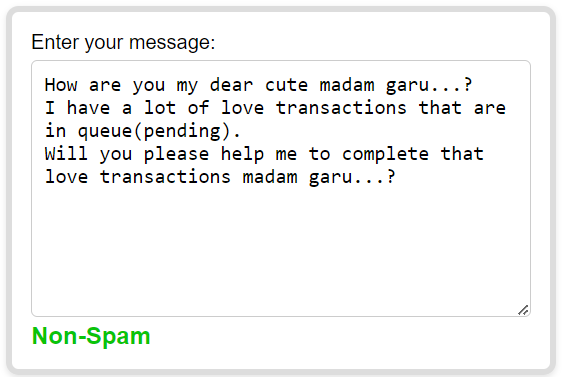 Enter your message:
How are you my dear cute madam garu...?
I have a lot of love transactions that are
in queue(pending).
Will you please help me to complete that
love transactions madam garu...?
Non-Spam